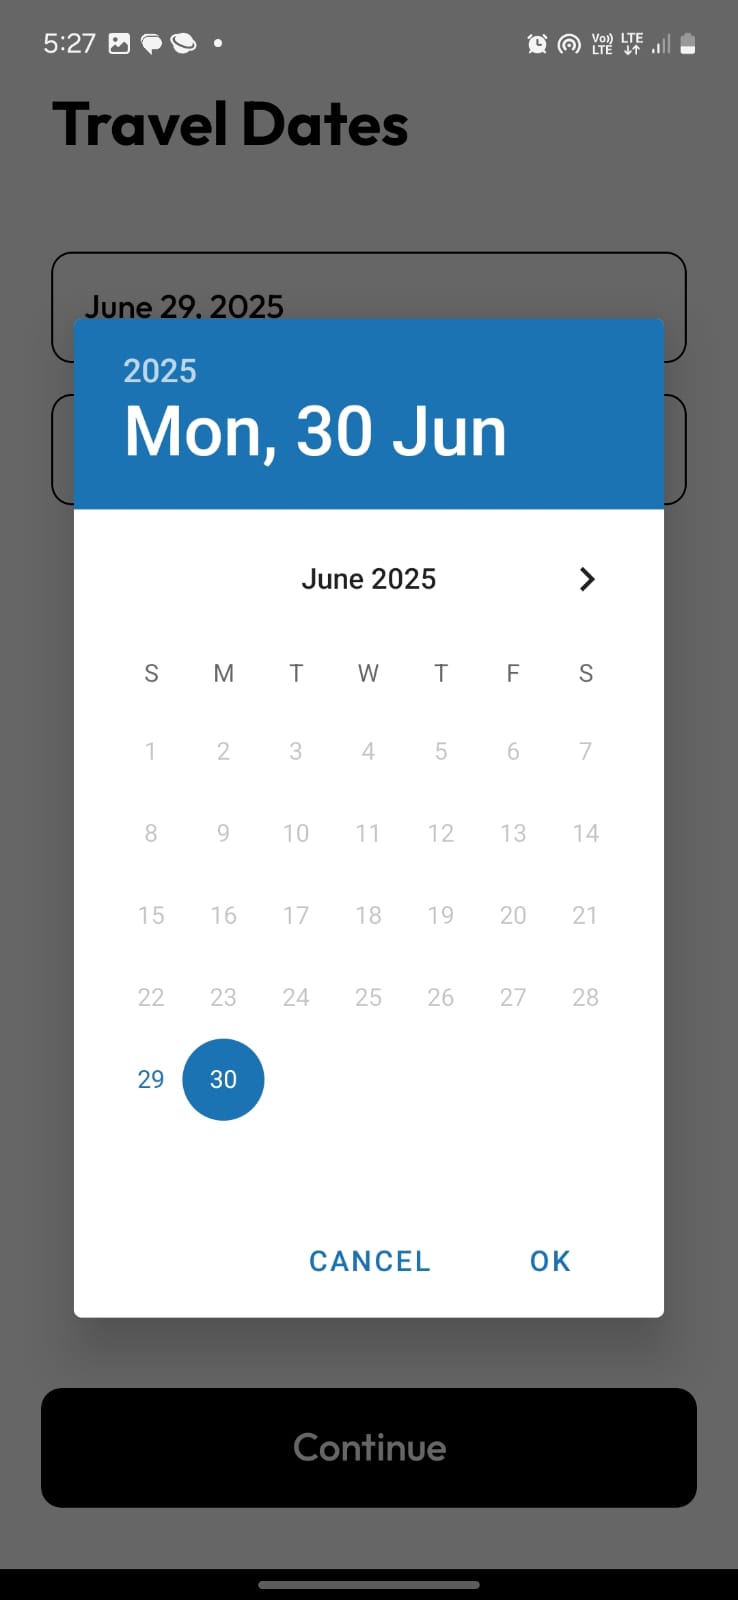 5:27 Vo)) LTE LTE
Travel Dates
June 29, 2025
2025
Mon, 30 Jun
June 2025
S M T W T F S
1 2 3 4 5 6 7
8 9 10 11 12 13 14
15 16 17 18 19 20 21
22 23 24 25 26 27 28
29 30
CANCEL OK
Continue